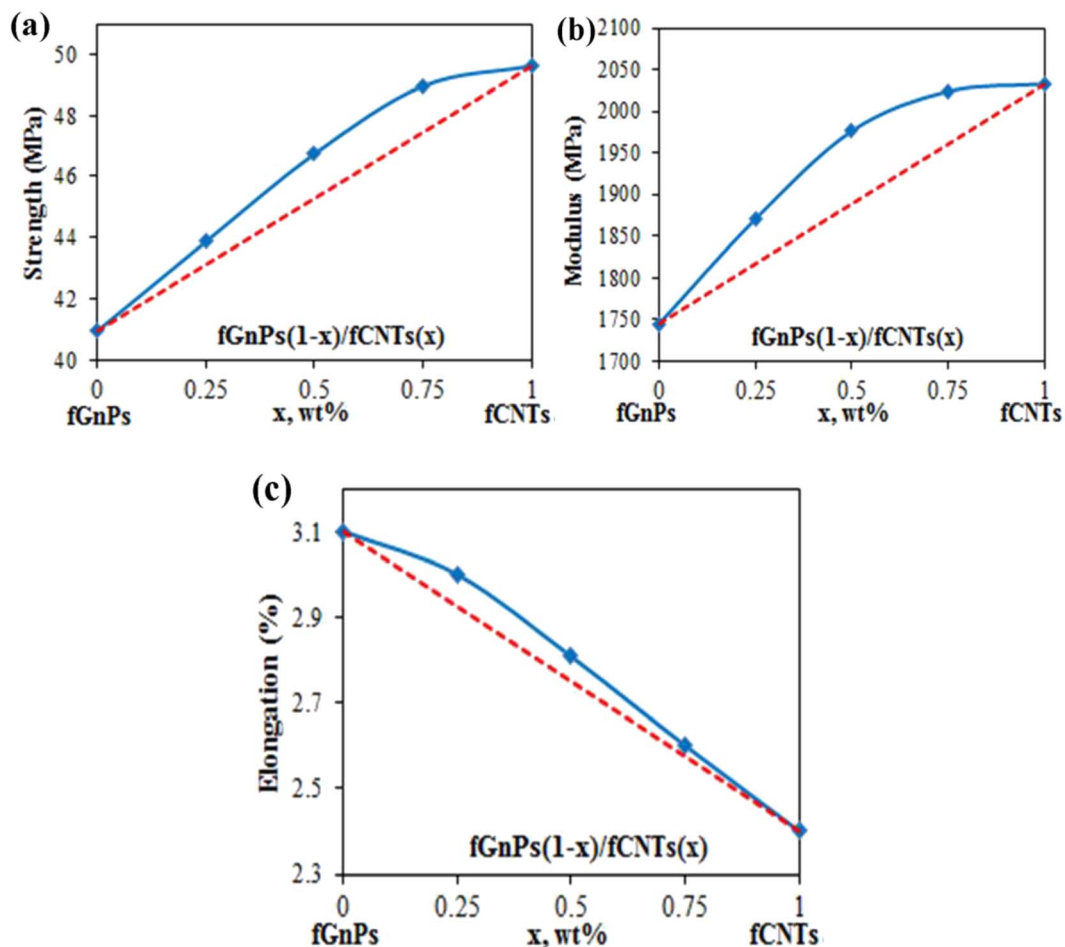 (a)
Strength (MPa)
50
48
46
44
42
40
fGnPs(1-x)/fCNTs(x)
0 0.25 0.5 0.75 1
fGnPs x, wt% fCNTs
(b)
Modulus (MPa)
2100
2050
2000
1950
1900
1850
1800
1750
1700
fGnPs(1-x)/fCNTs(x)
0 0.25 0.5 0.75 1
fGnPs x, wt% fCNTs
(c)
Elongation (%)
3.1
2.9
2.7
2.5
2.3
fGnPs(1-x)/fCNTs(x)
0 0.25 0.5 0.75 1
fGnPs x, wt% fCNTs